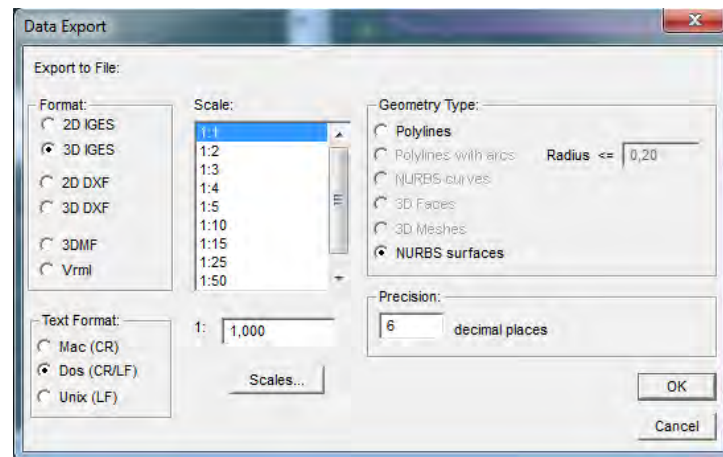 Data Export
Export to File:
Format:
2D IGES
3D IGES
2D DXF
3D DXF
3DMF
Vrml
Text Format:
Mac (CR)
Dos (CR/LF)
Unix (LF)
Scale:
1:1
1:2
1:3
1:4
1:5
1:10
1:15
1:25
1:50
1: 1,000
Scales...
Geometry Type:
Polylines
Polylines with arcs Radius <= 0,20
NURBS curves
3D Faces
3D Meshes
NURBS surfaces
Precision:
6 decimal places
OK
Cancel